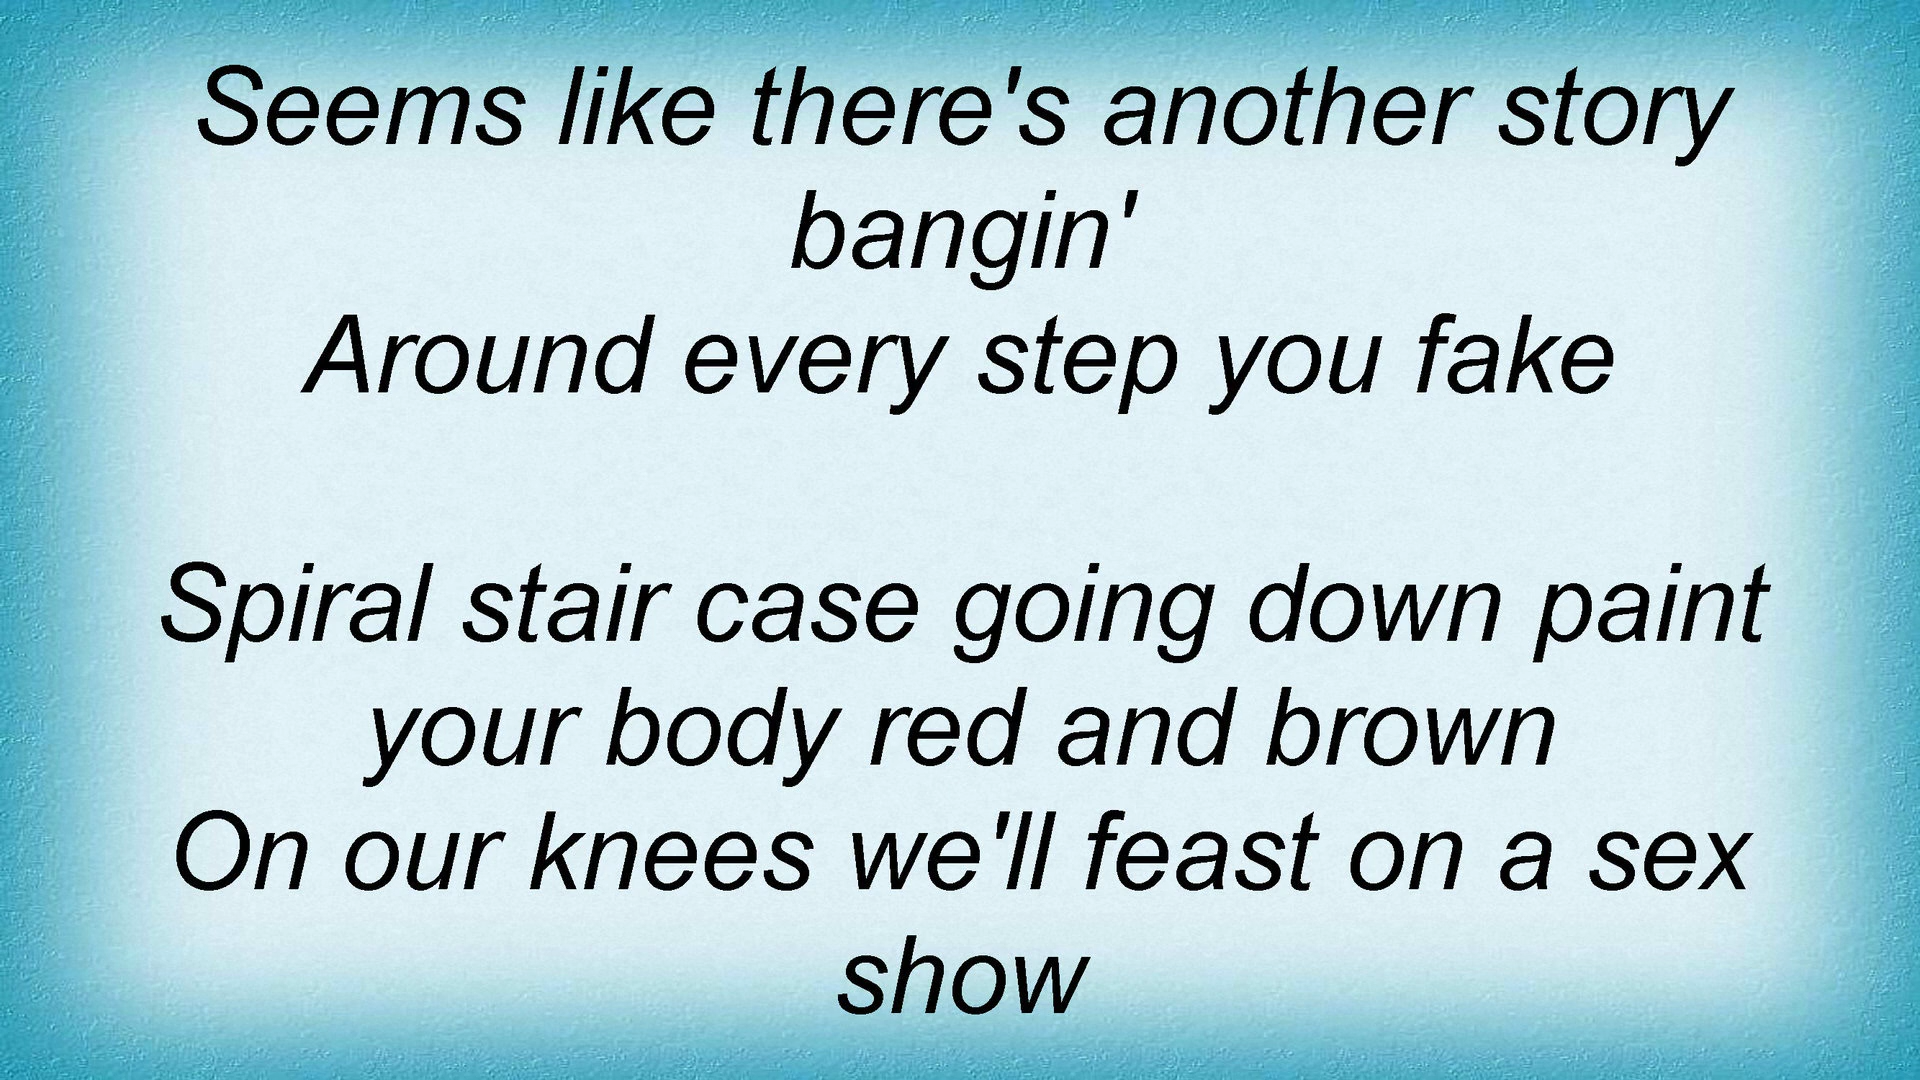 Seems like there's another story
bangin'
Around every step you fake
Spiral stair case going down paint
your body red and brown
On our knees we'll feast on a sex
show